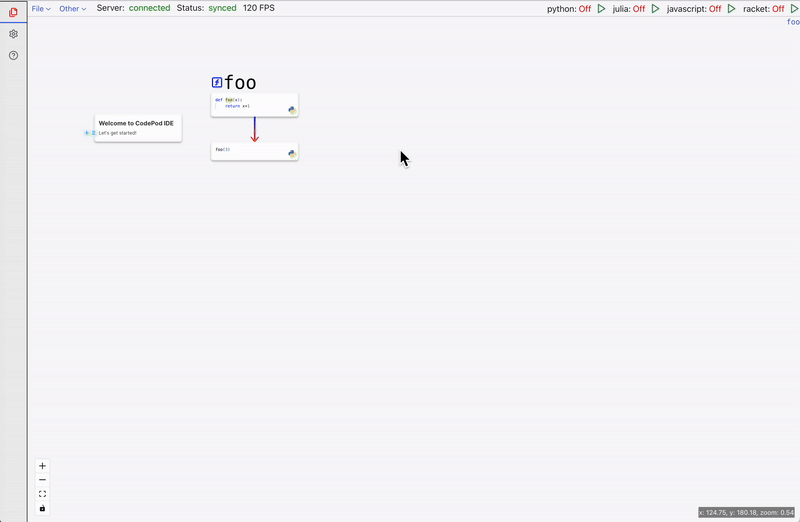 File Other Server: connected Status: synced 120 FPS python: Off julia: Off javascript: Off racket: Off
foo
foo
def foo(x):
return x+1
Welcome to CodePod IDE
Let's get started!
foo(3)
x: 124.75, y: 180.18, zoom: 0.54